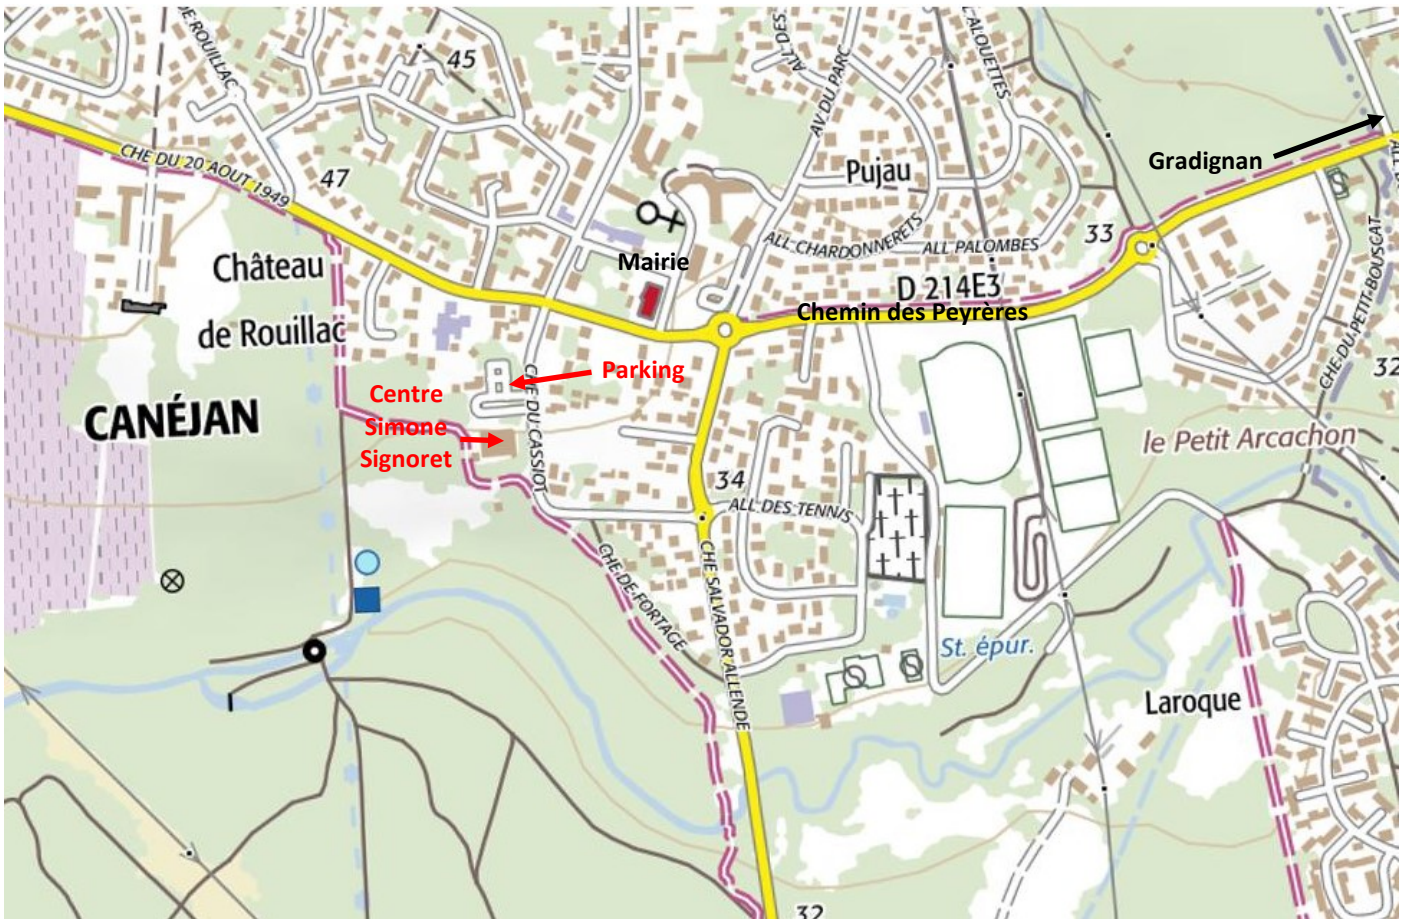 DE ROUILLAC
45
ALL DES
AV DU PARC
L ALOUETTES
CHE DU 20 AOUT 1949
47
Pujau
Gradignan
ALL CHARDONNERETS
ALL PALOMBES
33
Château
de Rouillac
Mairie
D 214E3
Chemin des Peyrères
CHE DU PETIT-BOUSCAT
32
Parking
CHE DU CASSIOT
Centre
Simone
Signoret
CANÉJAN
le Petit Arcachon
34
ALL DES TENNIS
CHE DE FORTAGE
CHE SALVADOR ALLENDE
St. épur.
Laroque
32